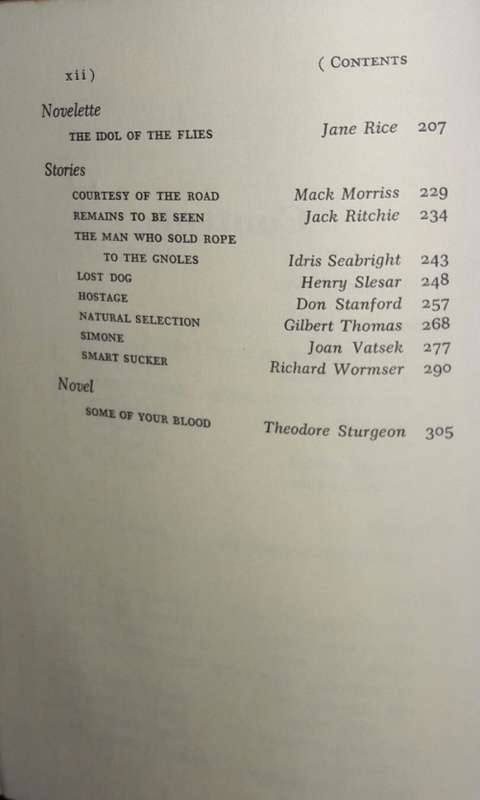 xii)
( CONTENTS
Novelette
THE IDOL OF THE FLIES Jane Rice 207
Stories
COURTESY OF THE ROAD Mack Morriss 229
REMAINS TO BE SEEN Jack Ritchie 234
THE MAN WHO SOLD ROPE
TO THE GNOLES Idris Seabright 243
LOST DOG Henry Slesar 248
HOSTAGE Don Stanford 257
NATURAL SELECTION Gilbert Thomas 268
SIMONE Joan Vatsek 277
SMART SUCKER Richard Wormser 290
Novel
SOME OF YOUR BLOOD Theodore Sturgeon 305